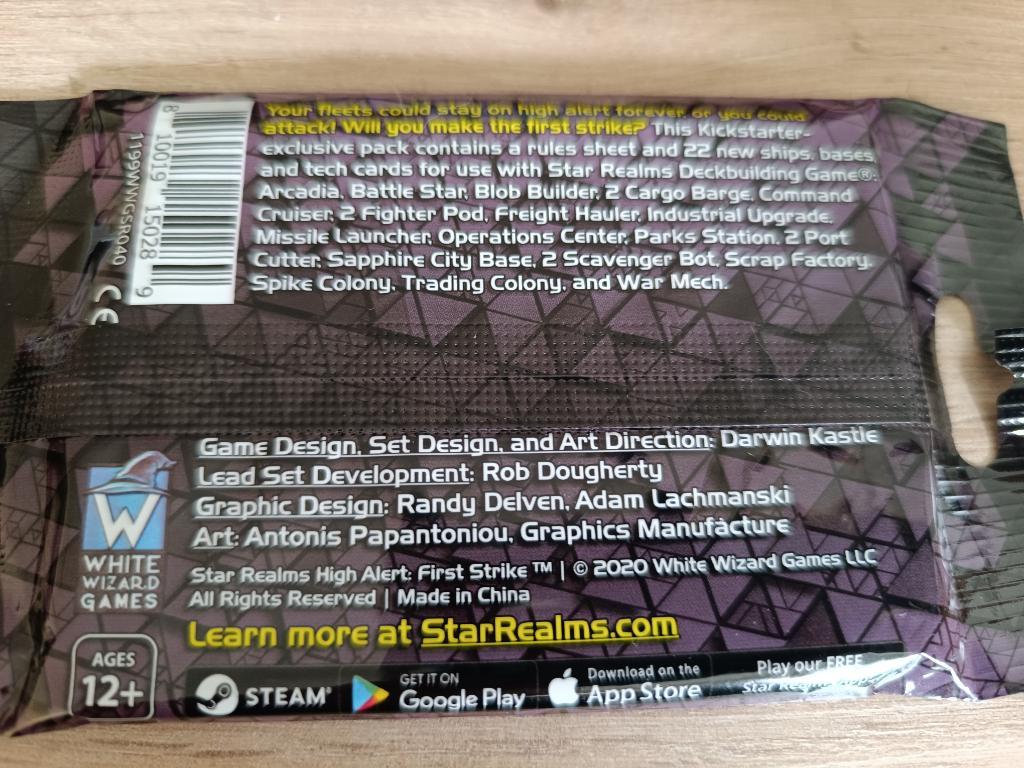 Your fleets could stay on high alert forever, or you could
attack! Will you make the first strike? This Kickstarter-
exclusive pack contains a rules sheet and 22 new ships, bases,
and tech cards for use with Star Realms Deckbuilding Game®:
Arcadia, Battle Star, Blob Builder, 2 Cargo Barge, Command
Cruiser, 2 Fighter Pod, Freight Hauler, Industrial Upgrade,
Missile Launcher, Operations Center, Parks Station, 2 Port
Cutter, Sapphire City Base, 2 Scavenger Bot, Scrap Factory,
Spike Colony, Trading Colony, and War Mech.
8 10019 15028 9
1199WWGSR040
CE
Game Design, Set Design, and Art Direction: Darwin Kastle
Lead Set Development: Rob Dougherty
Graphic Design: Randy Delven, Adam Lachmanski
Art: Antonis Papantoniou, Graphics Manufacture
Star Realms High Alert: First Strike™ | © 2020 White Wizard Games LLC
All Rights Reserved | Made in China
Learn more at StarRealms.com
W
WHITE
WIZARD
GAMES
AGES
12+
STEAM®
GET IT ON
Google Play
Download on the
App Store
Play our FREE
Star Realms